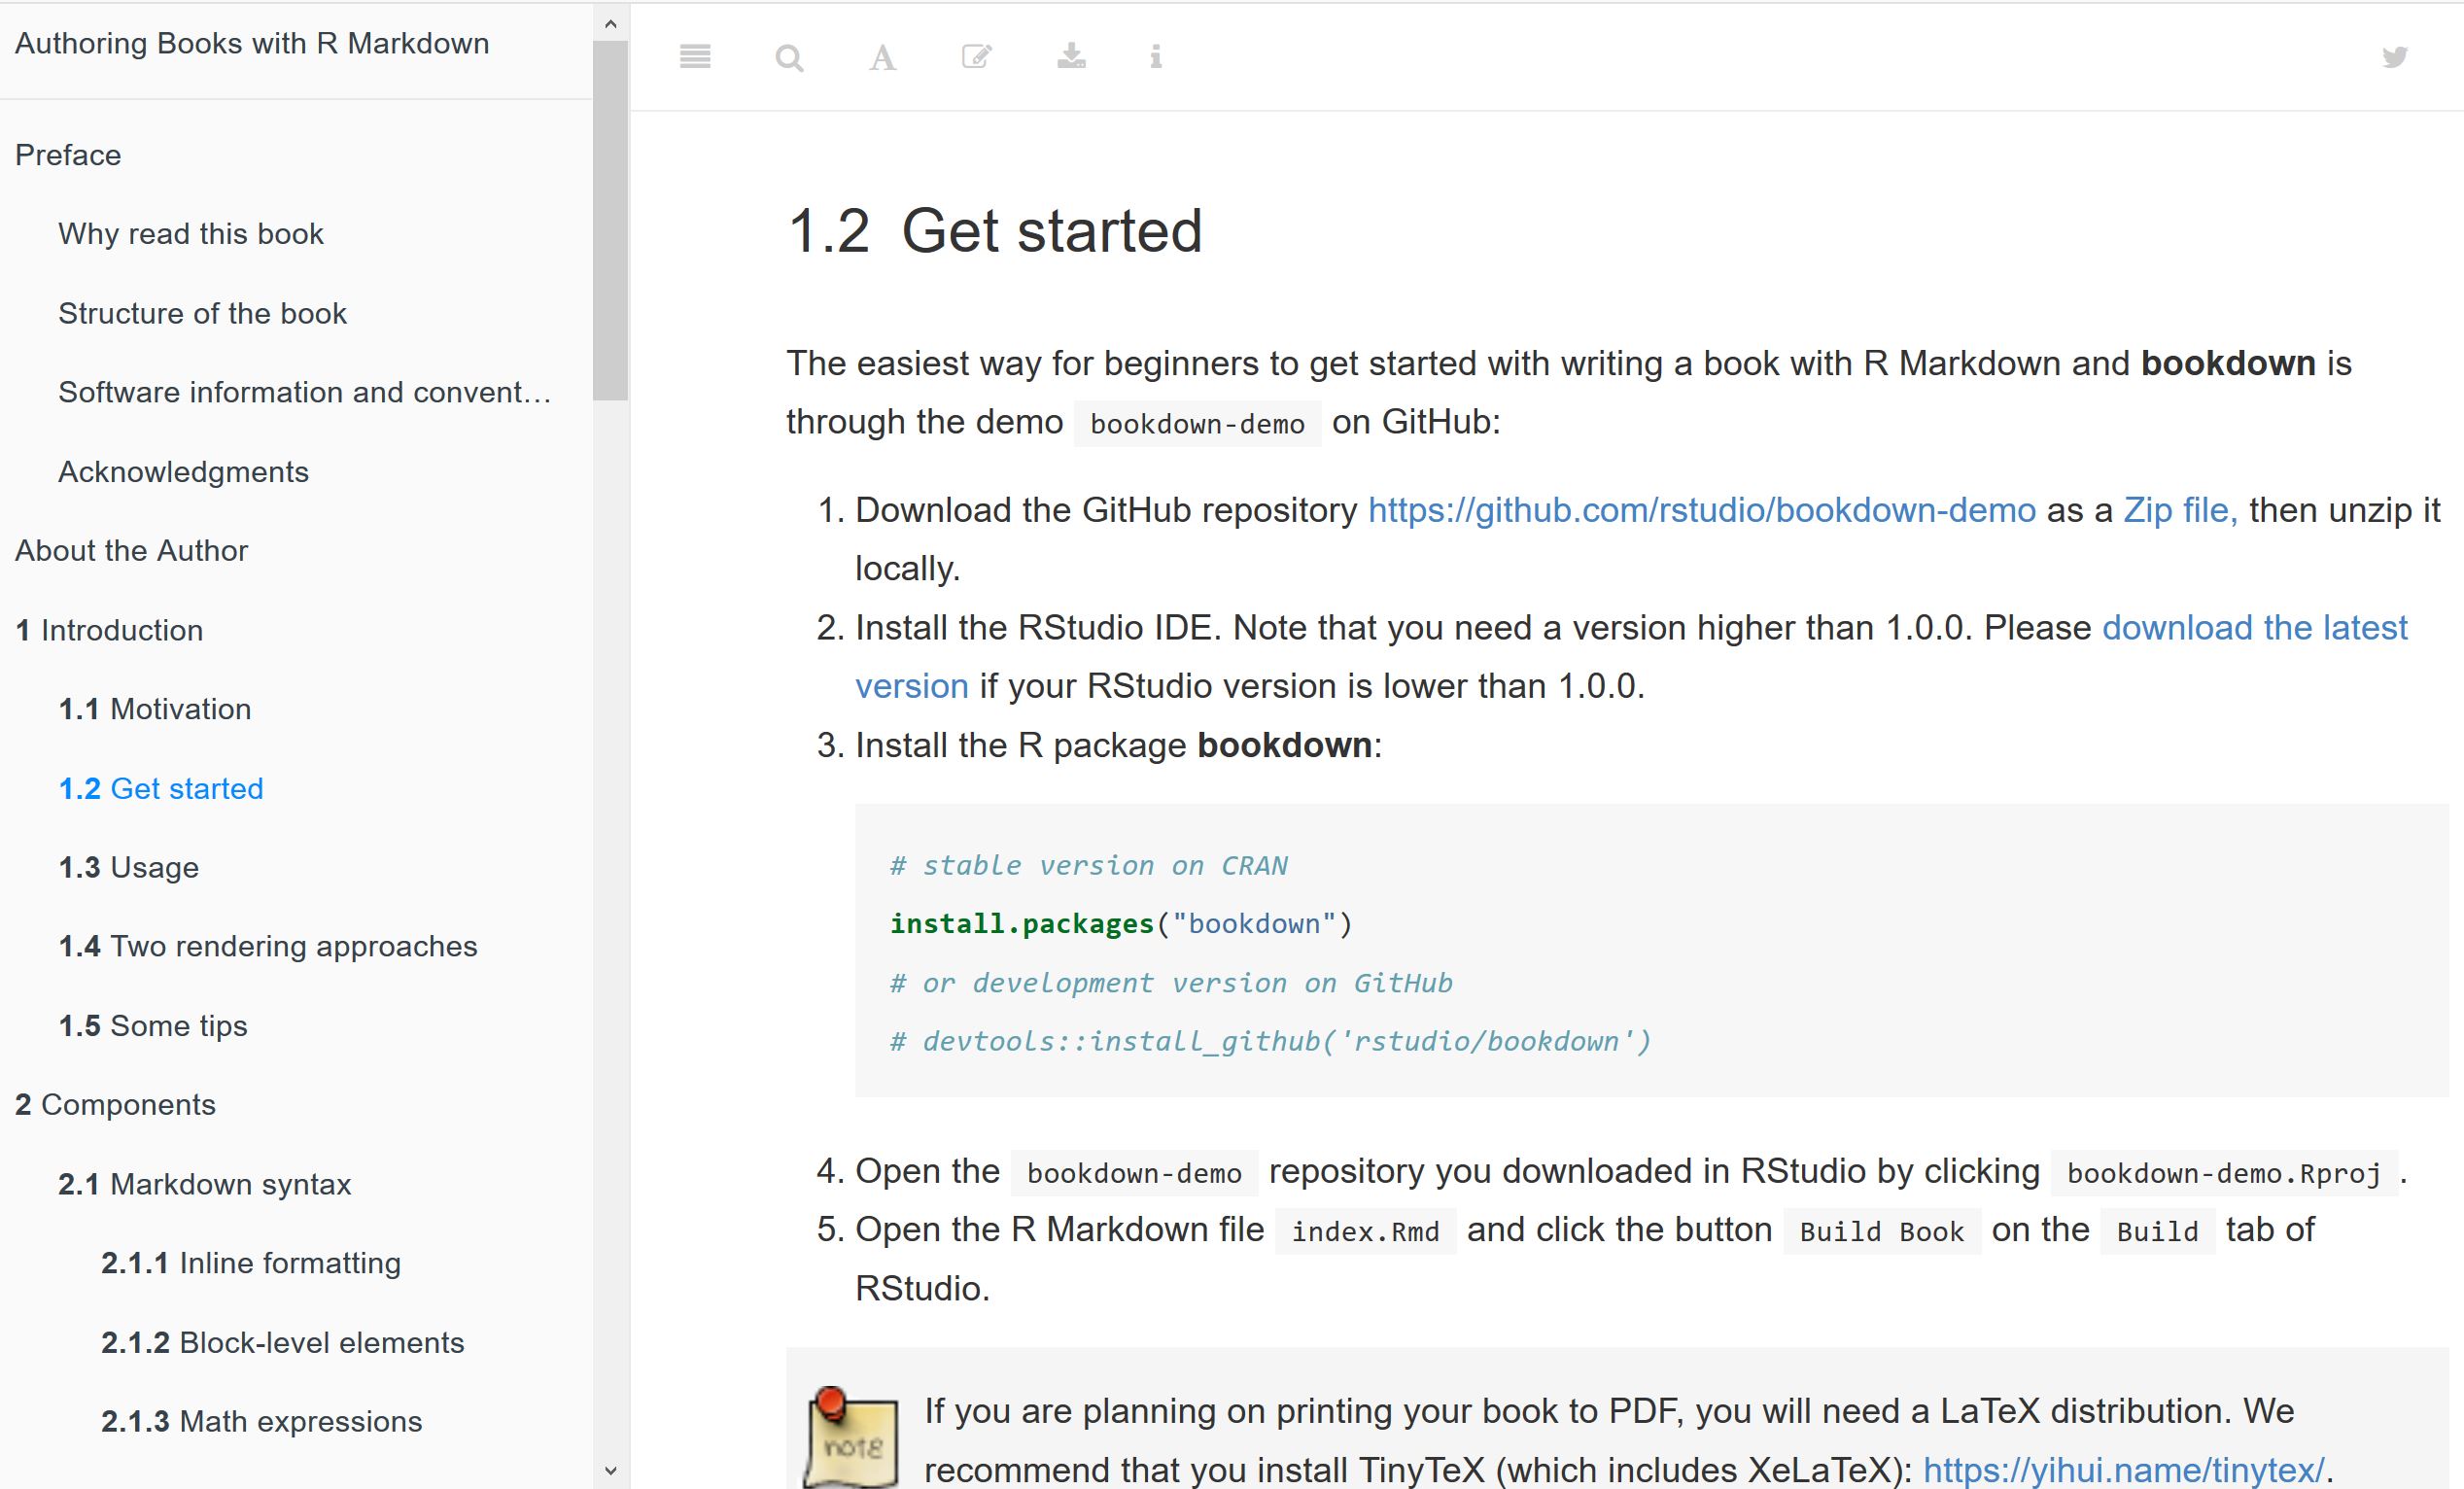 Authoring Books with R Markdown
Preface
Why read this book
Structure of the book
Software information and convent…
Acknowledgments
About the Author
1 Introduction
1.1 Motivation
1.2 Get started
1.3 Usage
1.4 Two rendering approaches
1.5 Some tips
2 Components
2.1 Markdown syntax
2.1.1 Inline formatting
2.1.2 Block-level elements
2.1.3 Math expressions
1.2 Get started
The easiest way for beginners to get started with writing a book with R Markdown and bookdown is
through the demo bookdown-demo on GitHub:
1. Download the GitHub repository https://github.com/rstudio/bookdown-demo as a Zip file, then unzip it
locally.
2. Install the RStudio IDE. Note that you need a version higher than 1.0.0. Please download the latest
version if your RStudio version is lower than 1.0.0.
3. Install the R package bookdown:
# stable version on CRAN
install.packages("bookdown")
# or development version on GitHub
# devtools::install_github('rstudio/bookdown')
4. Open the bookdown-demo repository you downloaded in RStudio by clicking bookdown-demo.Rproj .
5. Open the R Markdown file index.Rmd and click the button Build Book on the Build tab of
RStudio.
note
If you are planning on printing your book to PDF, you will need a LaTeX distribution. We
recommend that you install TinyTeX (which includes XeLaTeX): https://yihui.name/tinytex/.